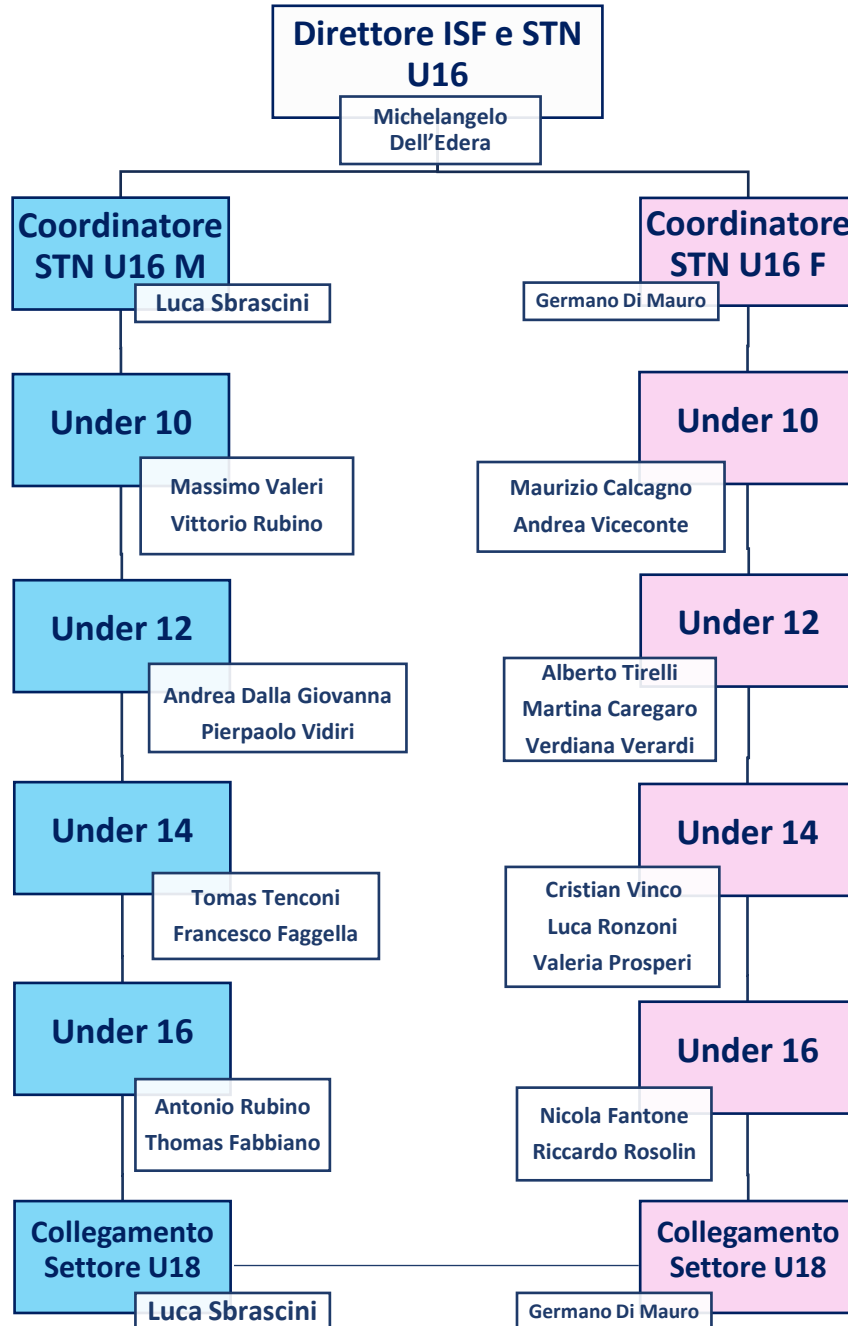 Direttore ISF e STN
U16
Michelangelo
Dell’Edera
Coordinatore
STN U16 M
Luca Sbrascini
Coordinatore
STN U16 F
Germano Di Mauro
Under 10
Massimo Valeri
Vittorio Rubino
Under 10
Maurizio Calcagno
Andrea Viceconte
Under 12
Andrea Dalla Giovanna
Pierpaolo Vidiri
Under 12
Alberto Tirelli
Martina Caregaro
Verdiana Verardi
Under 14
Tomas Tenconi
Francesco Faggella
Under 14
Cristian Vinco
Luca Ronzoni
Valeria Prosperi
Under 16
Antonio Rubino
Thomas Fabbiano
Under 16
Nicola Fantone
Riccardo Rosolin
Collegamento
Settore U18
Luca Sbrascini
Collegamento
Settore U18
Germano Di Mauro